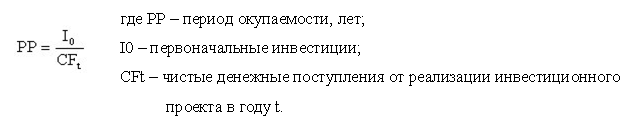 где PP – период окупаемости, лет;
PP = I₀ / CFₜ
I0 – первоначальные инвестиции;
CFt – чистые денежные поступления от реализации инвестиционного
проекта в году t.